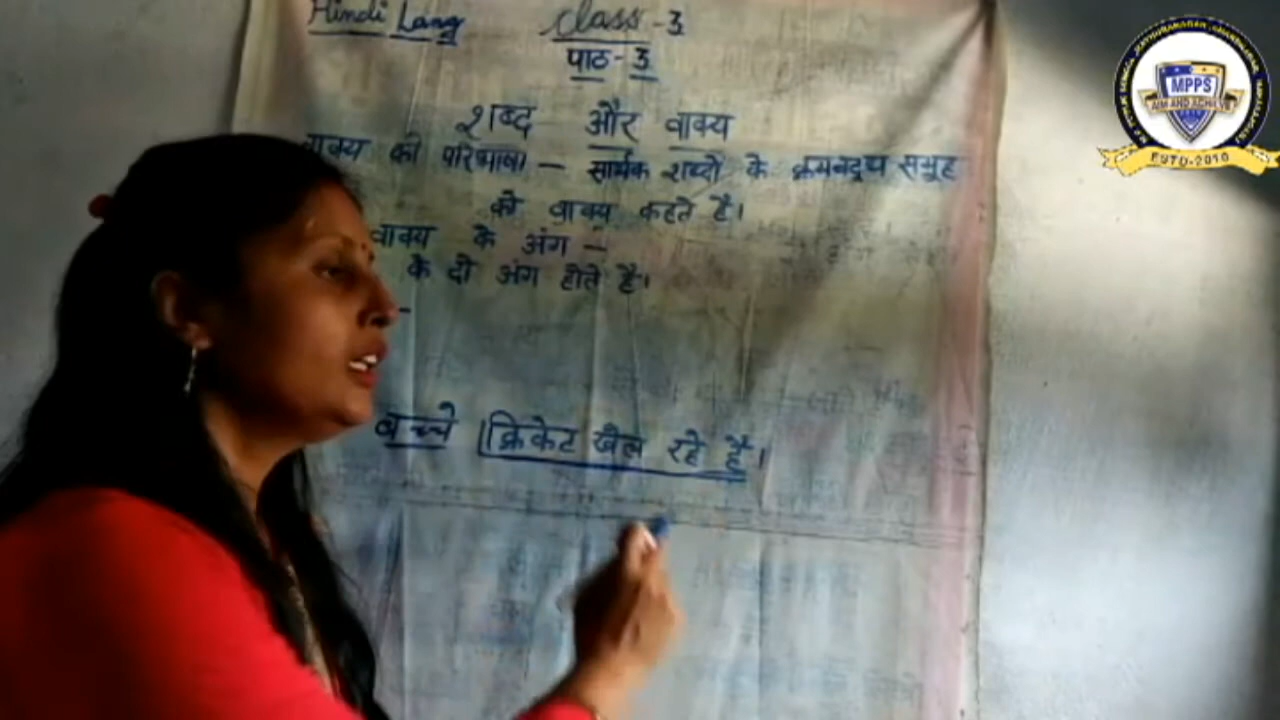 Hindi Lang Class - 3
पाठ - 3
शब्द और वाक्य
वाक्य की परिभाषा — सार्थक शब्दों के क्रमबद्ध समूह
को वाक्य कहते है।
वाक्य के अंग —
के दो अंग होते है।
बच्चे क्रिकेट खेल रहे है।
MPPS
AIM AND ACHIEVE
ESTD-2010